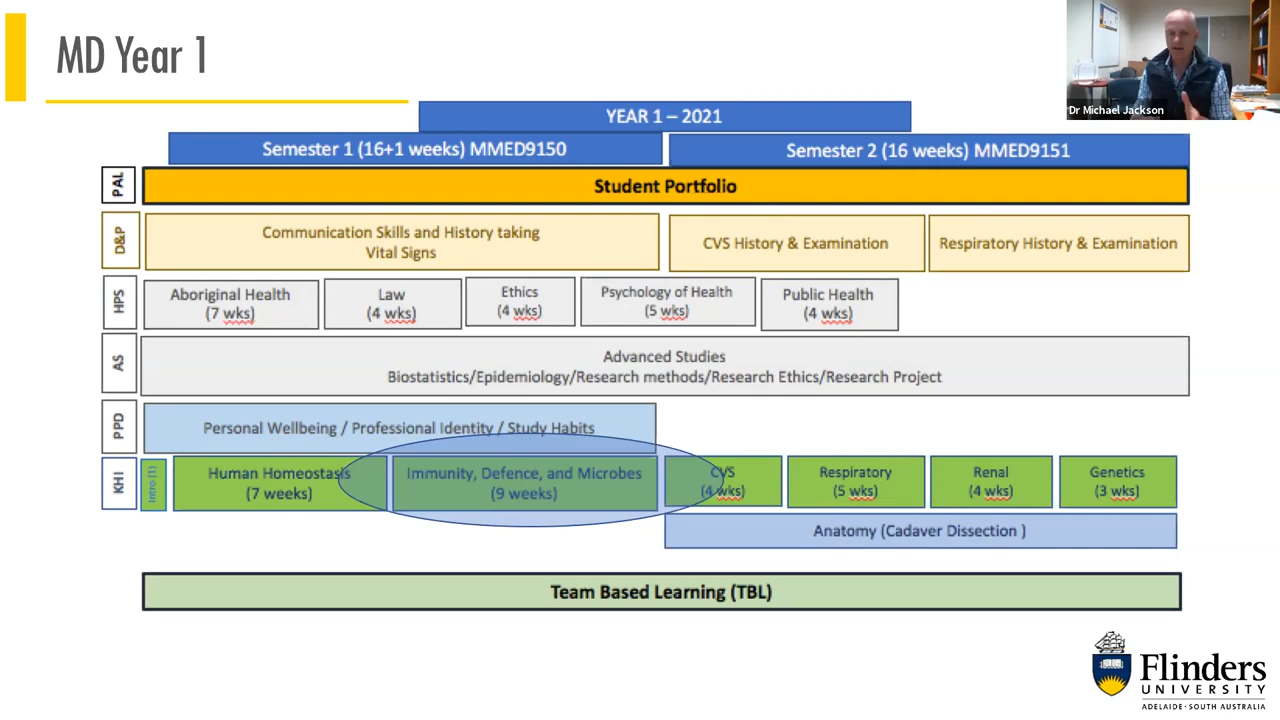 MD Year 1
Dr Michael Jackson
YEAR 1 – 2021
Semester 1 (16+1 weeks) MMED9150
Semester 2 (16 weeks) MMED9151
PAL
Student Portfolio
D&P
Communication Skills and History taking
Vital Signs
CVS History & Examination
Respiratory History & Examination
HPS
Aboriginal Health
(7 wks)
Law
(4 wks)
Ethics
(4 wks)
Psychology of Health
(5 wks)
Public Health
(4 wks)
AS
Advanced Studies
Biostatistics/Epidemiology/Research methods/Research Ethics/Research Project
PPD
Personal Wellbeing / Professional Identity / Study Habits
KHI
Intro (1)
Human Homeostasis
(7 weeks)
Immunity, Defence, and Microbes
(9 weeks)
CVS
(4 wks)
Respiratory
(5 wks)
Renal
(4 wks)
Genetics
(3 wks)
Anatomy (Cadaver Dissection )
Team Based Learning (TBL)
Flinders
UNIVERSITY
ADELAIDE · SOUTH AUSTRALIA